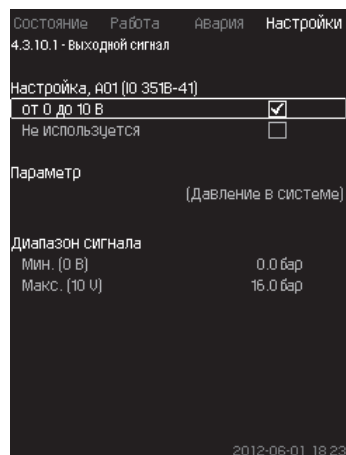 Состояние Работа Авария Настройки
4.3.10.1 - Выходной сигнал
Настройка, AO1 (IO 351B-41)
от 0 до 10 В
Не используется
Параметр
(Давление в системе)
Диапазон сигнала
Мин. (0 В) 0.0 бар
Макс. (10 V) 16.0 бар
2012-06-01 18:23